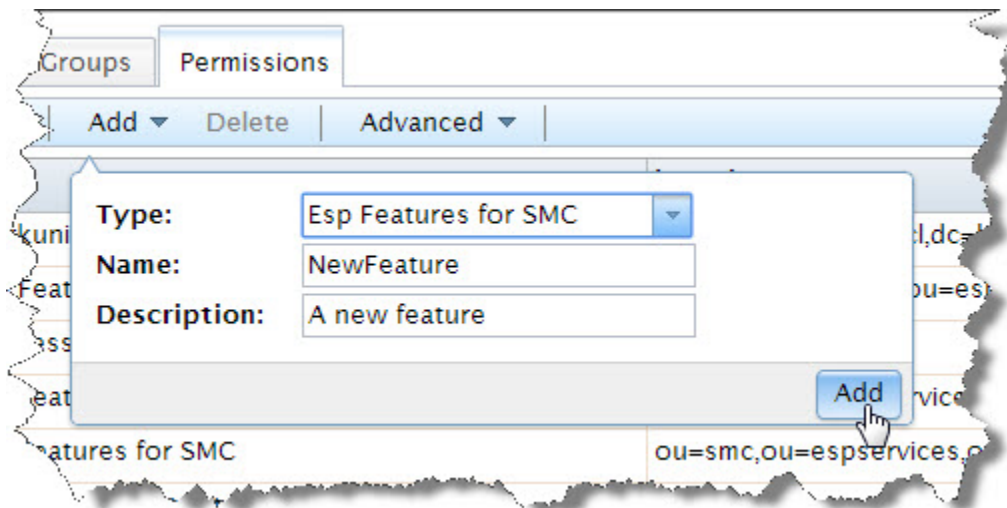 Groups Permissions
Add Delete Advanced
Type: Esp Features for SMC
Name: NewFeature
Description: A new feature
Add
ou=smc,ou=espservices,
for SMC